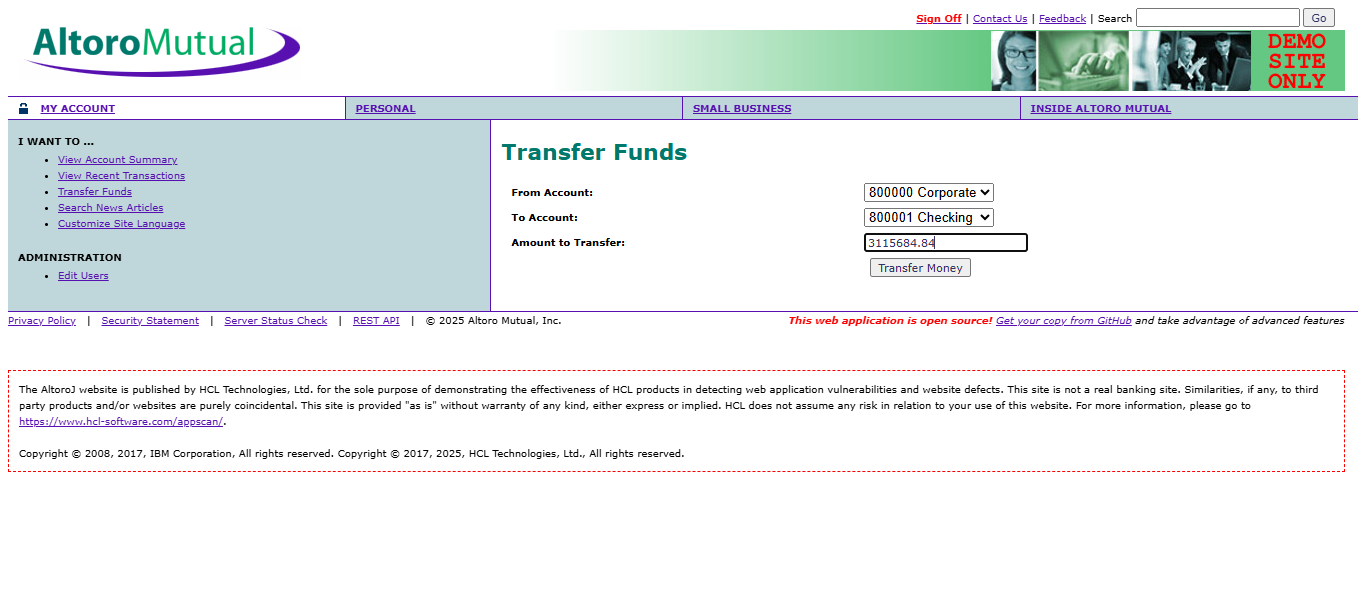 Sign Off | Contact Us | Feedback | Search Go
AltoroMutual
DEMO
SITE
ONLY
MY ACCOUNT PERSONAL SMALL BUSINESS INSIDE ALTORO MUTUAL
I WANT TO ...
View Account Summary
View Recent Transactions
Transfer Funds
Search News Articles
Customize Site Language
ADMINISTRATION
Edit Users
Transfer Funds
From Account: 800000 Corporate
To Account: 800001 Checking
Amount to Transfer: 3115684.84
Transfer Money
Privacy Policy | Security Statement | Server Status Check | REST API | © 2025 Altoro Mutual, Inc. This web application is open source! Get your copy from GitHub and take advantage of advanced features
The AltoroJ website is published by HCL Technologies, Ltd. for the sole purpose of demonstrating the effectiveness of HCL products in detecting web application vulnerabilities and website defects. This site is not a real banking site. Similarities, if any, to third
party products and/or websites are purely coincidental. This site is provided "as is" without warranty of any kind, either express or implied. HCL does not assume any risk in relation to your use of this website. For more information, please go to
https://www.hcl-software.com/appscan/.
Copyright © 2008, 2017, IBM Corporation, All rights reserved. Copyright © 2017, 2025, HCL Technologies, Ltd., All rights reserved.